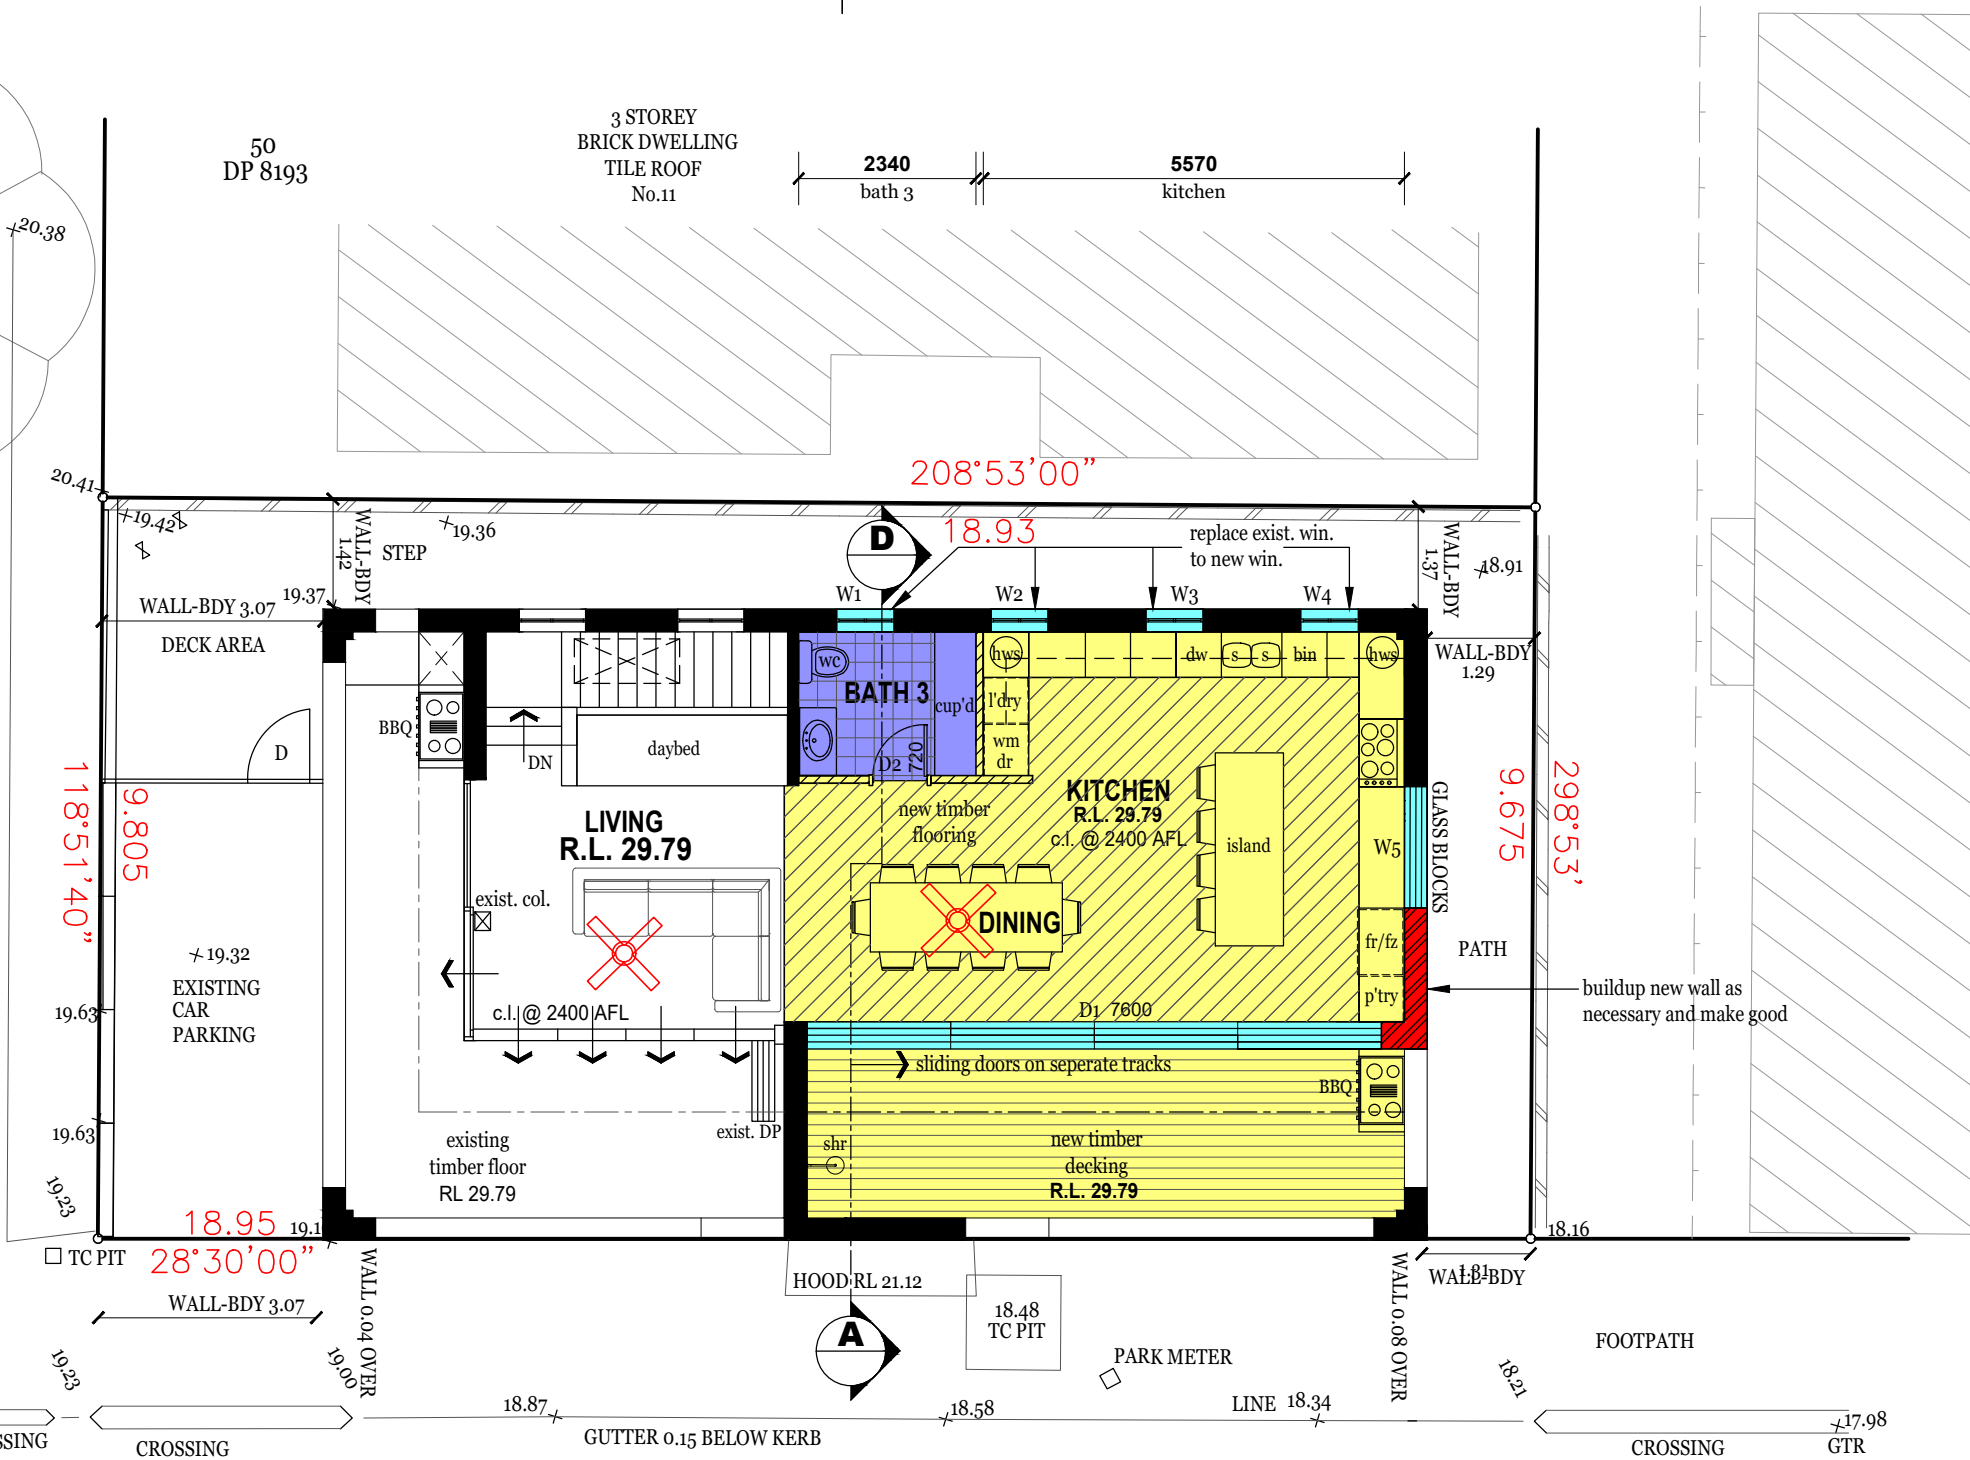 50
DP 8193
3 STOREY
BRICK DWELLING
TILE ROOF
No.11
2340
bath 3
5570
kitchen
20.38
208°53'00"
20.41
19.42
WALL-BDY
1.42
STEP
19.36
D
18.93
replace exist. win.
to new win.
WALL-BDY
1.37
18.91
WALL-BDY 3.07
19.37
W1
W2
W3
W4
DECK AREA
WALL-BDY
1.29
wc
BATH 3
cup'd
hws
dw
s
s
bin
hws
l'dry
wm
dr
BBQ
D
DN
daybed
D2
720
118°51'40"
9.805
LIVING
R.L. 29.79
new timber
flooring
KITCHEN
R.L. 29.79
c.l. @ 2400 AFL
island
W5
GLASS BLOCKS
9.675
298°53'
exist. col.
DINING
fr/fz
PATH
19.32
EXISTING
CAR
PARKING
p'try
buildup new wall as
necessary and make good
19.63
c.l. @ 2400 AFL
D1 7600
sliding doors on seperate tracks
BBQ
19.63
exist. DP
existing
timber floor
RL 29.79
shr
new timber
decking
R.L. 29.79
19.23
18.95
19.1
28°30'00"
18.16
TC PIT
WALL 0.04 OVER
HOOD RL 21.12
WALL 0.08 OVER
WALL-BDY
1.31
WALL-BDY 3.07
18.48
TC PIT
A
FOOTPATH
PARK METER
19.23
19.00
18.21
18.87
18.58
LINE 18.34
17.98
SSING
CROSSING
GUTTER 0.15 BELOW KERB
CROSSING
GTR